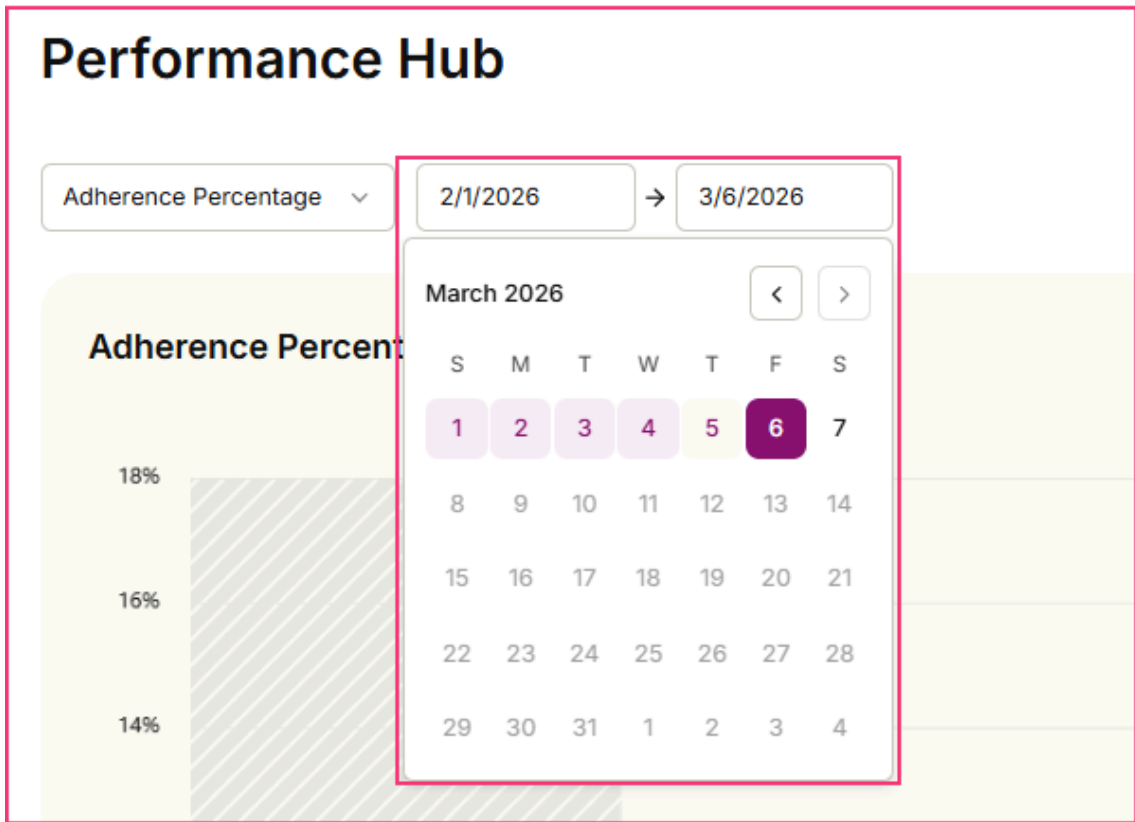 Performance Hub
Adherence Percentage
2/1/2026 → 3/6/2026
March 2026
Adherence Percent
S M T W T F S
1 2 3 4 5 6 7
18%
8 9 10 11 12 13 14
15 16 17 18 19 20 21
16%
22 23 24 25 26 27 28
14%
29 30 31 1 2 3 4